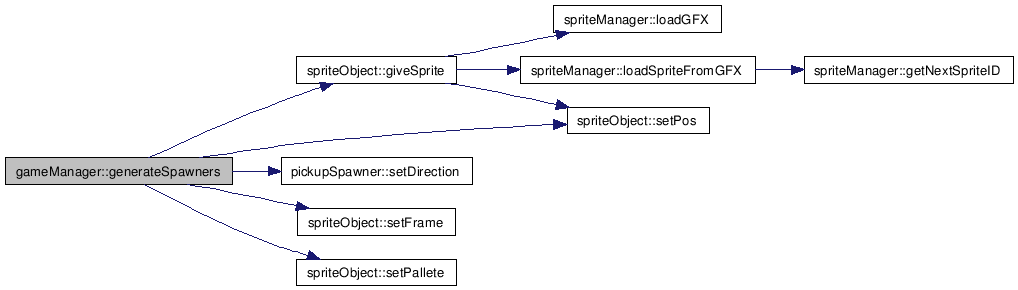 spriteManager::loadGFX
spriteObject::giveSprite
spriteManager::loadSpriteFromGFX
spriteManager::getNextSpriteID
spriteObject::setPos
gameManager::generateSpawners
pickupSpawner::setDirection
spriteObject::setFrame
spriteObject::setPallete